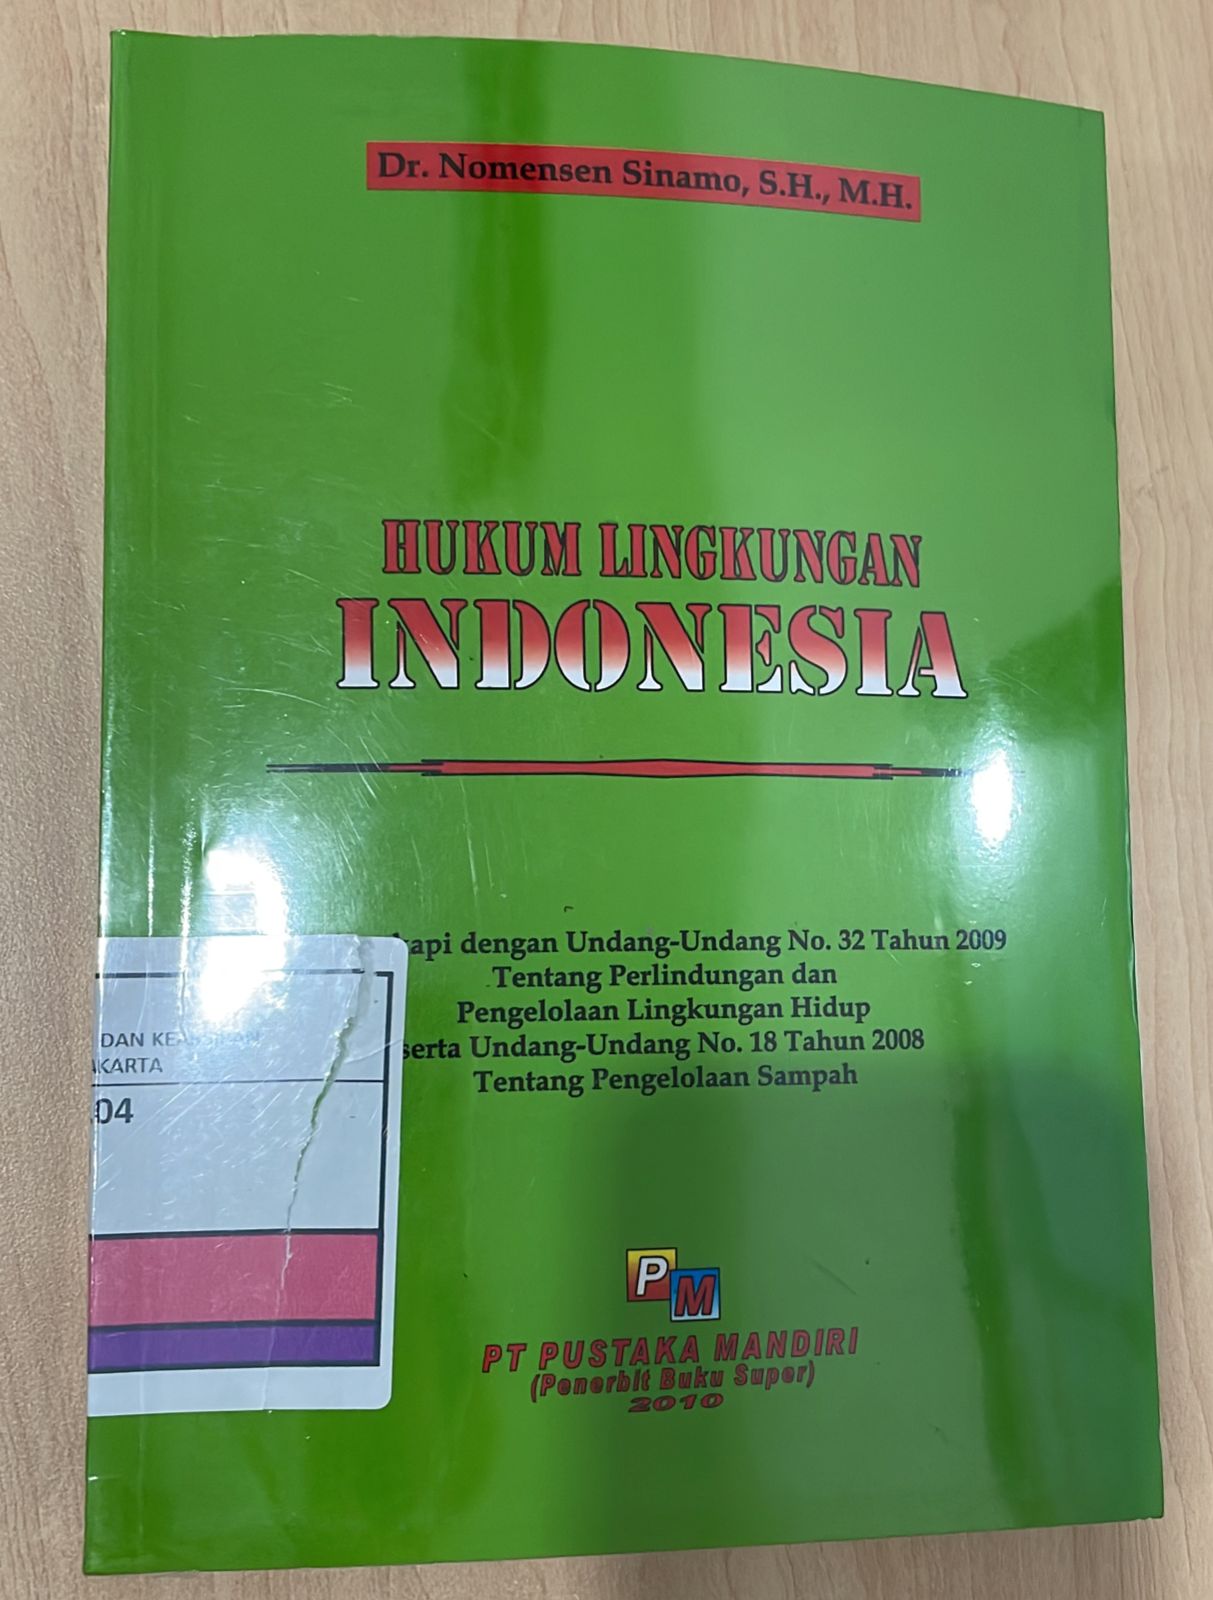 Dr. Nomensen Sinamo, S.H., M.H.
HUKUM LINGKUNGAN
INDONESIA
kapi dengan Undang-Undang No. 32 Tahun 2009
Tentang Perlindungan dan
Pengelolaan Lingkungan Hidup
serta Undang-Undang No. 18 Tahun 2008
Tentang Pengelolaan Sampah
DAN
AKARTA
04
PM
PT PUSTAKA MANDIRI
(Penerbit Buku Super)
2010